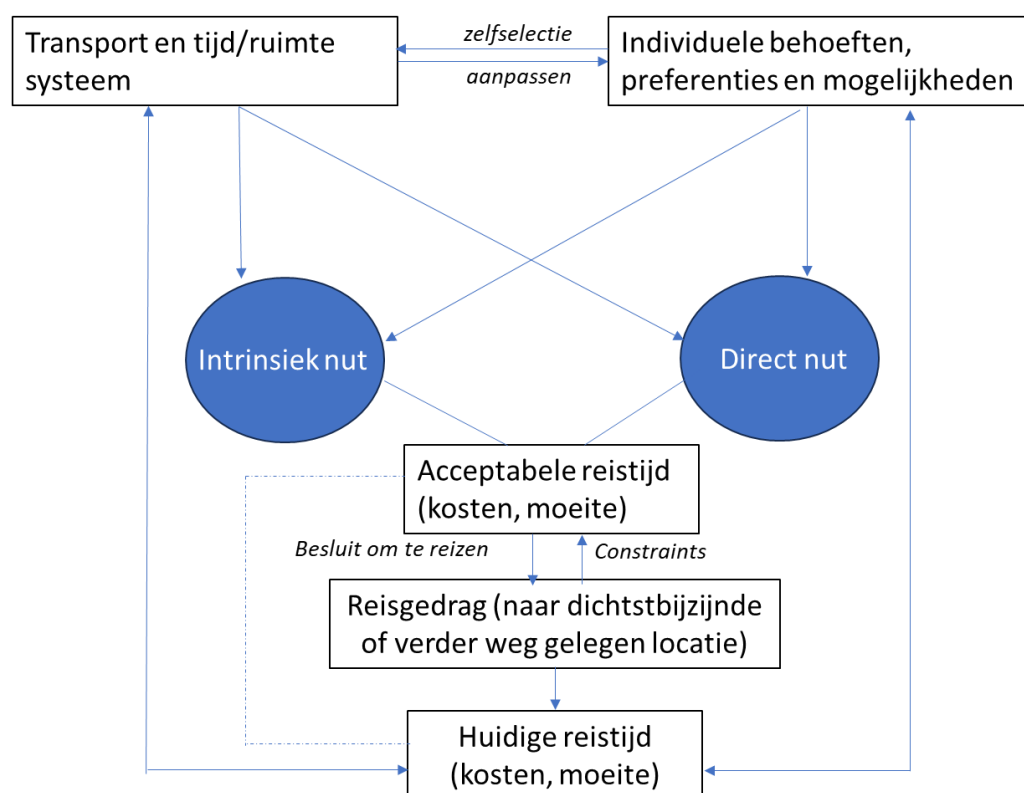 Transport en tijd/ruimte
systeem
zelfselectie
aanpassen
Individuele behoeften,
preferenties en mogelijkheden
Intrinsiek nut
Direct nut
Acceptabele reistijd
(kosten, moeite)
Besluit om te reizen
Constraints
Reisgedrag (naar dichtstbijzijnde
of verder weg gelegen locatie)
Huidige reistijd
(kosten, moeite)